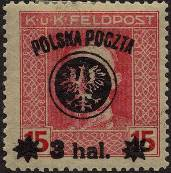 K.u.K. FELDPOST
POLSKA POCZTA
15 15
3 hal.